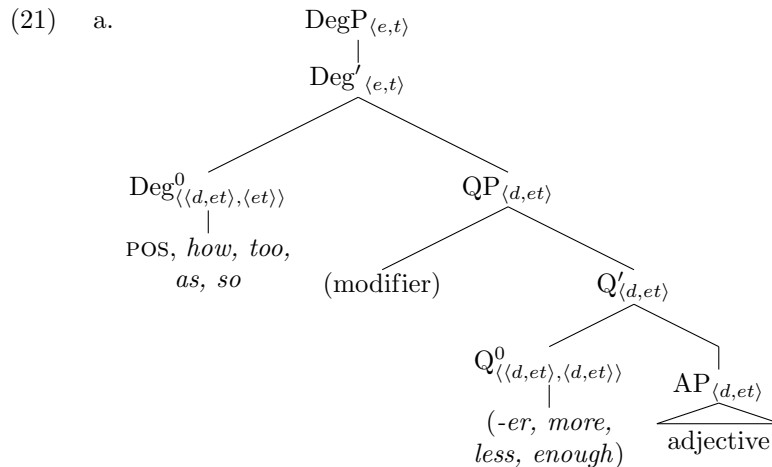 (21) a.
DegP⟨e,t⟩
Deg′⟨e,t⟩
Deg⁰⟨⟨d,et⟩,⟨et⟩⟩ QP⟨d,et⟩
POS, how, too,
as, so
(modifier) Q′⟨d,et⟩
Q⁰⟨⟨d,et⟩,⟨d,et⟩⟩ AP⟨d,et⟩
(-er, more,
less, enough)
adjective